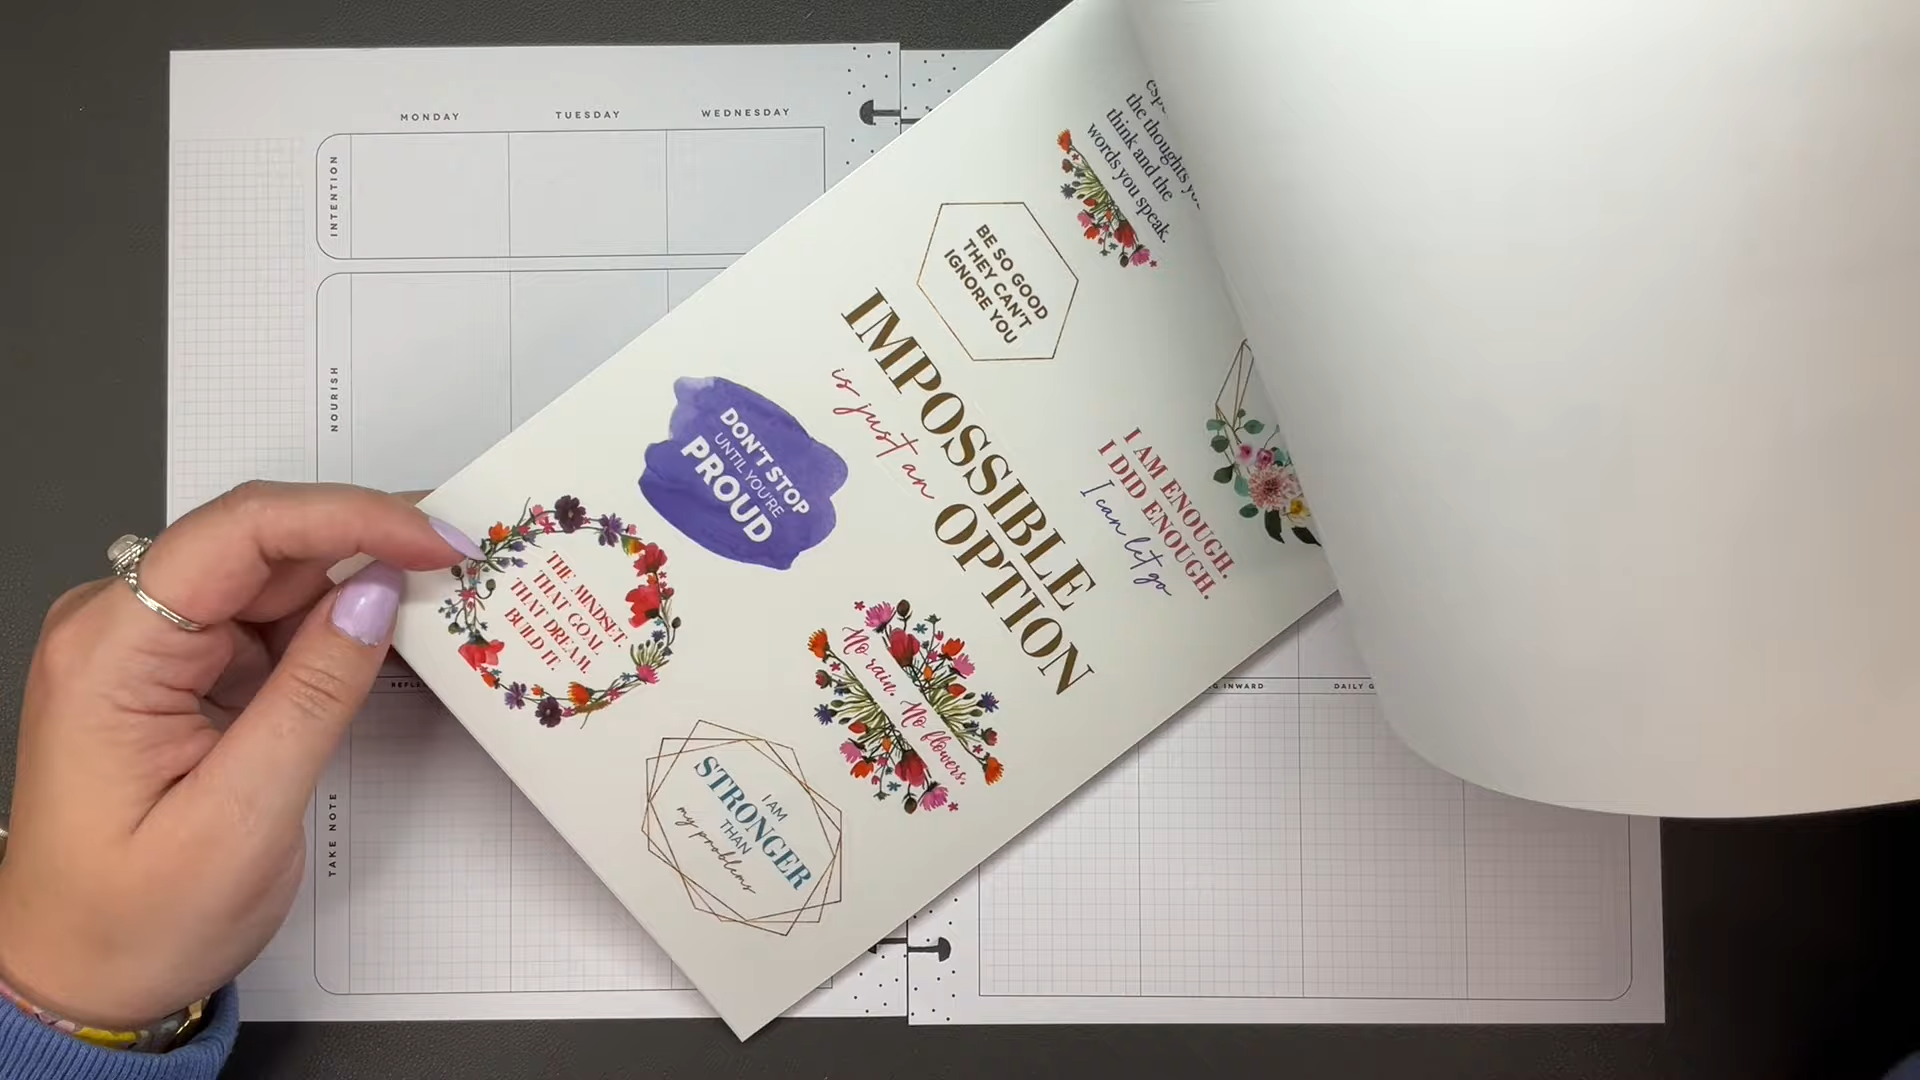 MONDAY
TUESDAY
WEDNESDAY
INTENTION
NOURISH
TAKE NOTE
INWARD
DAILY
the thoughts
think and the
words you speak.
BE SO GOOD
THEY CAN'T
IGNORE YOU
IMPOSSIBLE
is just an
OPTION
DON'T STOP
UNTIL YOU'RE
PROUD
I AM ENOUGH.
I DID ENOUGH.
I can let go
THE MINDSET.
THAT GOAL.
THAT DREAM.
BUILD IT.
No rain. No flowers.
I AM
STRONGER
THAN
my problems